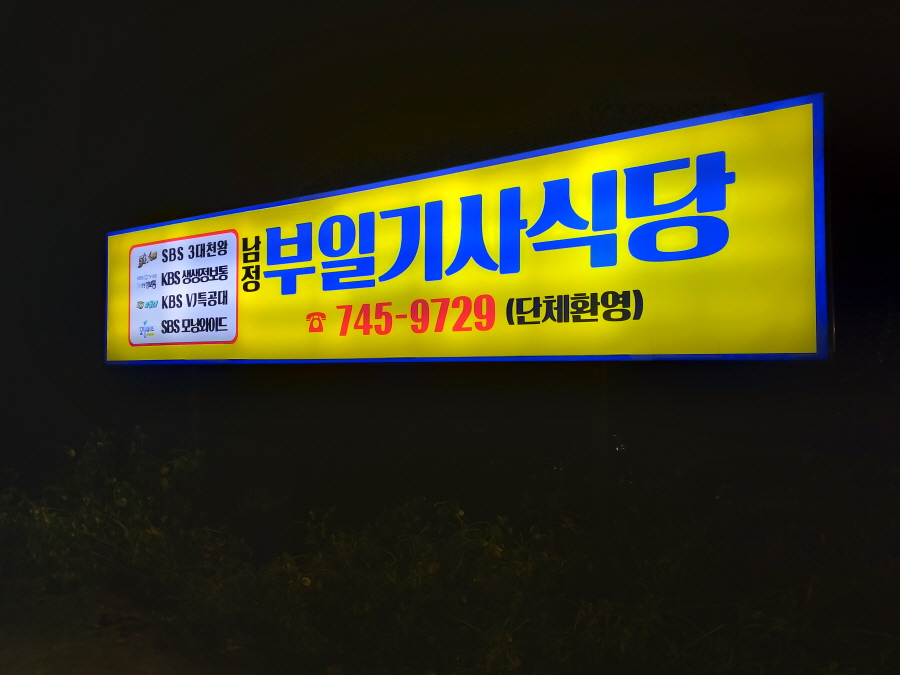 SBS 3대천왕
KBS 생생정보통
KBS VJ특공대
SBS 모닝와이드
남정
부일기사식당
☎ 745-9729 (단체환영)